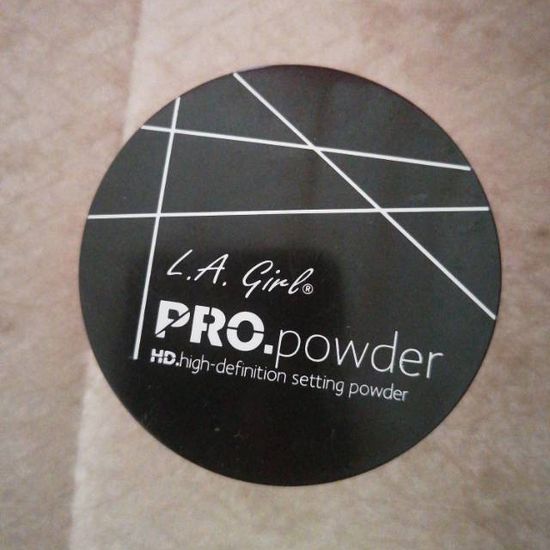 L.A. Girl®
PRO.powder
HD.high-definition setting powder